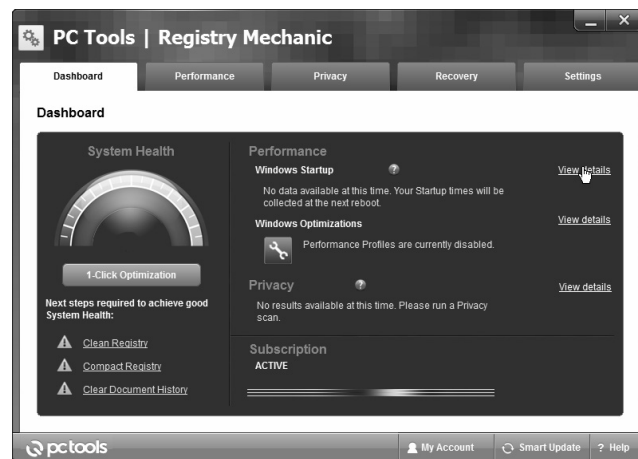 PC Tools | Registry Mechanic
Dashboard
Performance
Privacy
Recovery
Settings
Dashboard
System Health
1-Click Optimization
Next steps required to achieve good
System Health:
Clean Registry
Compact Registry
Clear Document History
Performance
Windows Startup ?
View details
No data available at this time. Your Startup times will be
collected at the next reboot.
Windows Optimizations
View details
Performance Profiles are currently disabled.
Privacy ?
View details
No results available at this time. Please run a Privacy
scan.
Subscription
ACTIVE
pctools
My Account
Smart Update
? Help